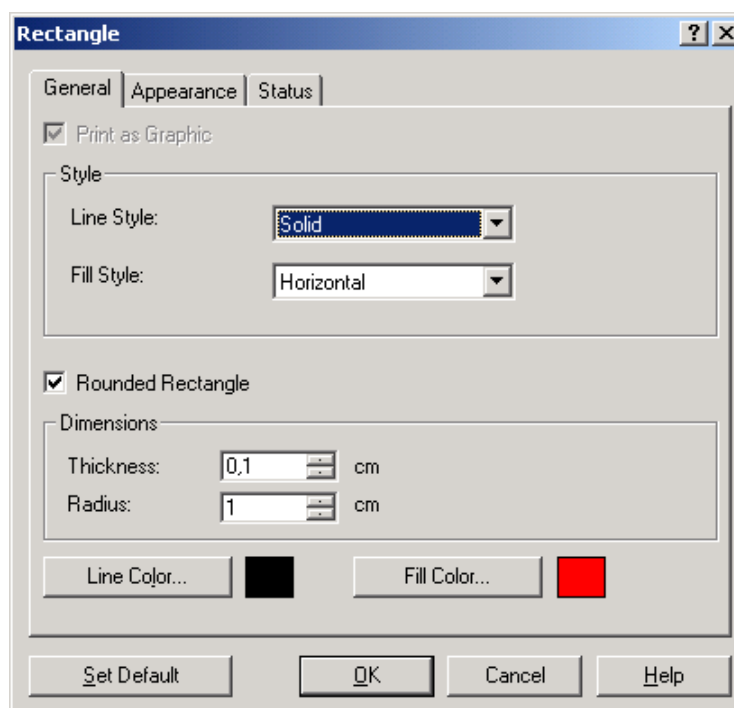 Rectangle
General Appearance Status
Print as Graphic
Style
Line Style: Solid
Fill Style: Horizontal
Rounded Rectangle
Dimensions
Thickness: 0,1 cm
Radius: 1 cm
Line Color... Fill Color...
Set Default OK Cancel Help